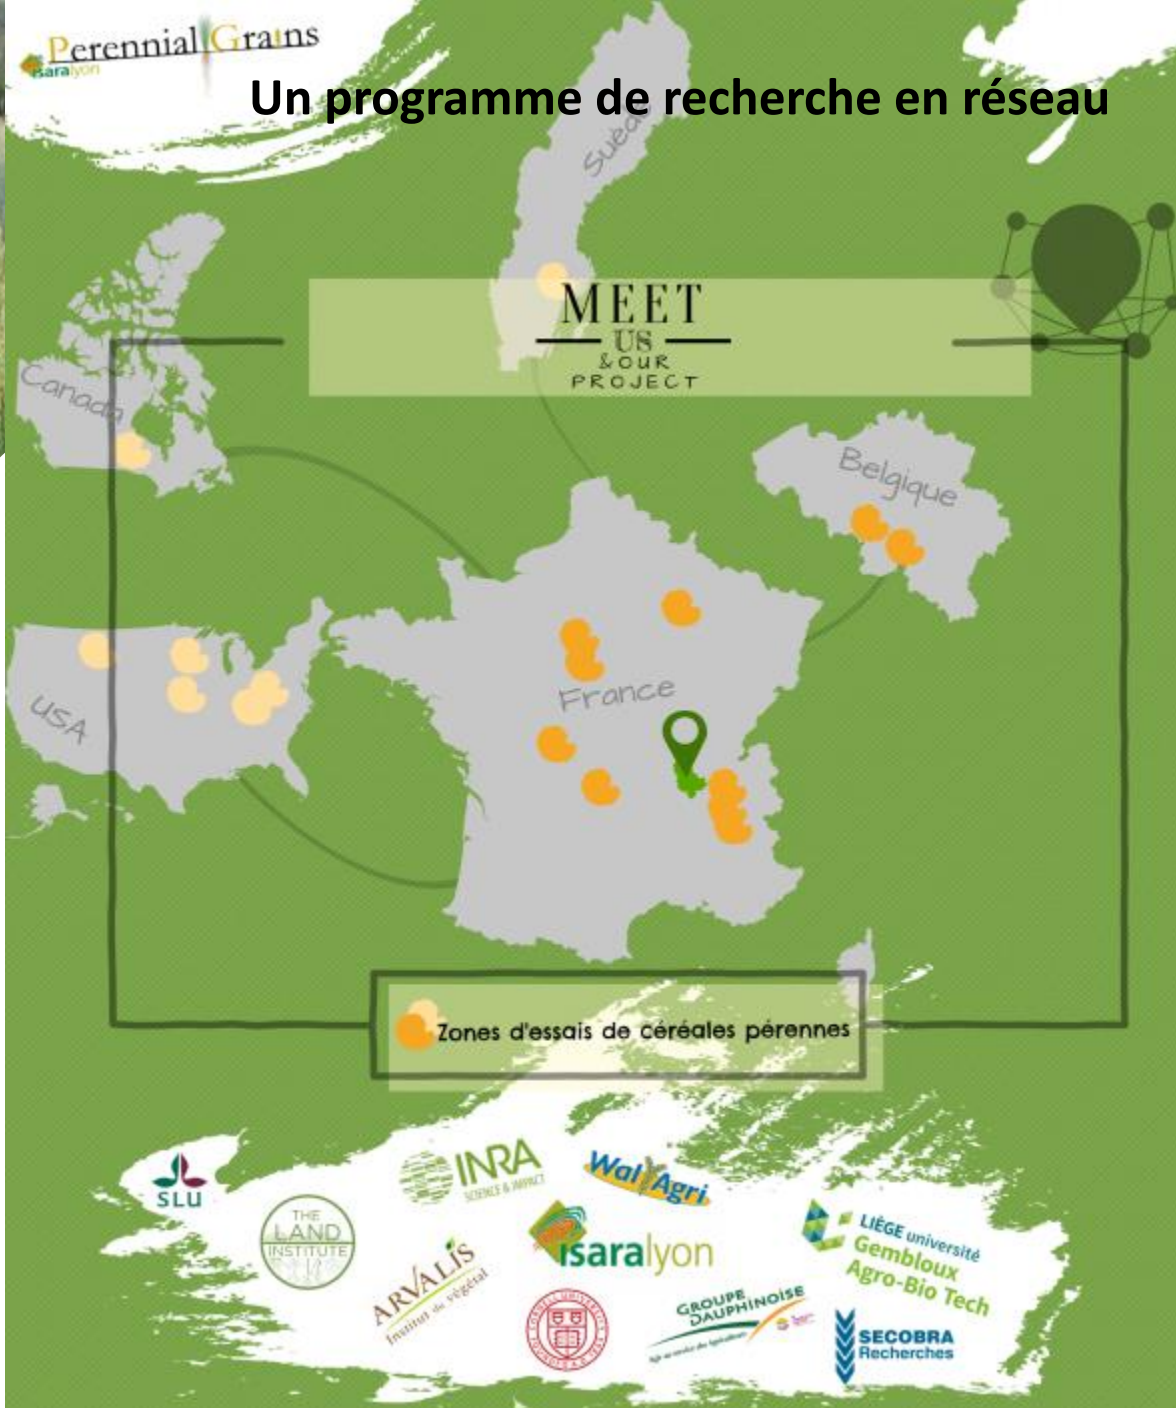 Perennial Grains
isaralyon
Un programme de recherche en réseau
Suède
MEET
US
& OUR
PROJECT
Canada
Belgique
USA
France
Zones d'essais de céréales pérennes
SLU
INRA
SCIENCE & IMPACT
Wal Agri
THE
LAND
INSTITUTE
isaralyon
LIÈGE université
Gembloux
Agro-Bio Tech
ARVALIS
Institut du végétal
GROUPE
DAUPHINOISE
SECOBRA
Recherches